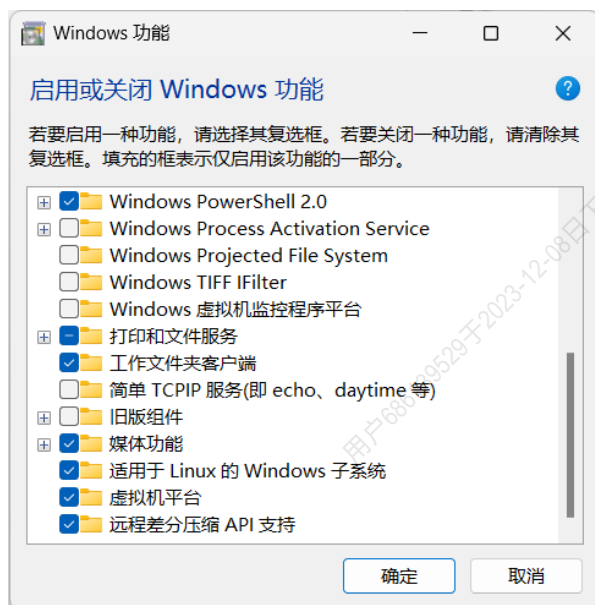 Windows 功能
启用或关闭 Windows 功能
?
若要启用一种功能，请选择其复选框。若要关闭一种功能，请清除其
复选框。填充的框表示仅启用该功能的一部分。
Windows PowerShell 2.0
Windows Process Activation Service
Windows Projected File System
Windows TIFF IFilter
Windows 虚拟机监控程序平台
打印和文件服务
工作文件夹客户端
简单 TCPIP 服务(即 echo、daytime 等)
旧版组件
媒体功能
适用于 Linux 的 Windows 子系统
虚拟机平台
远程差分压缩 API 支持
确定
取消